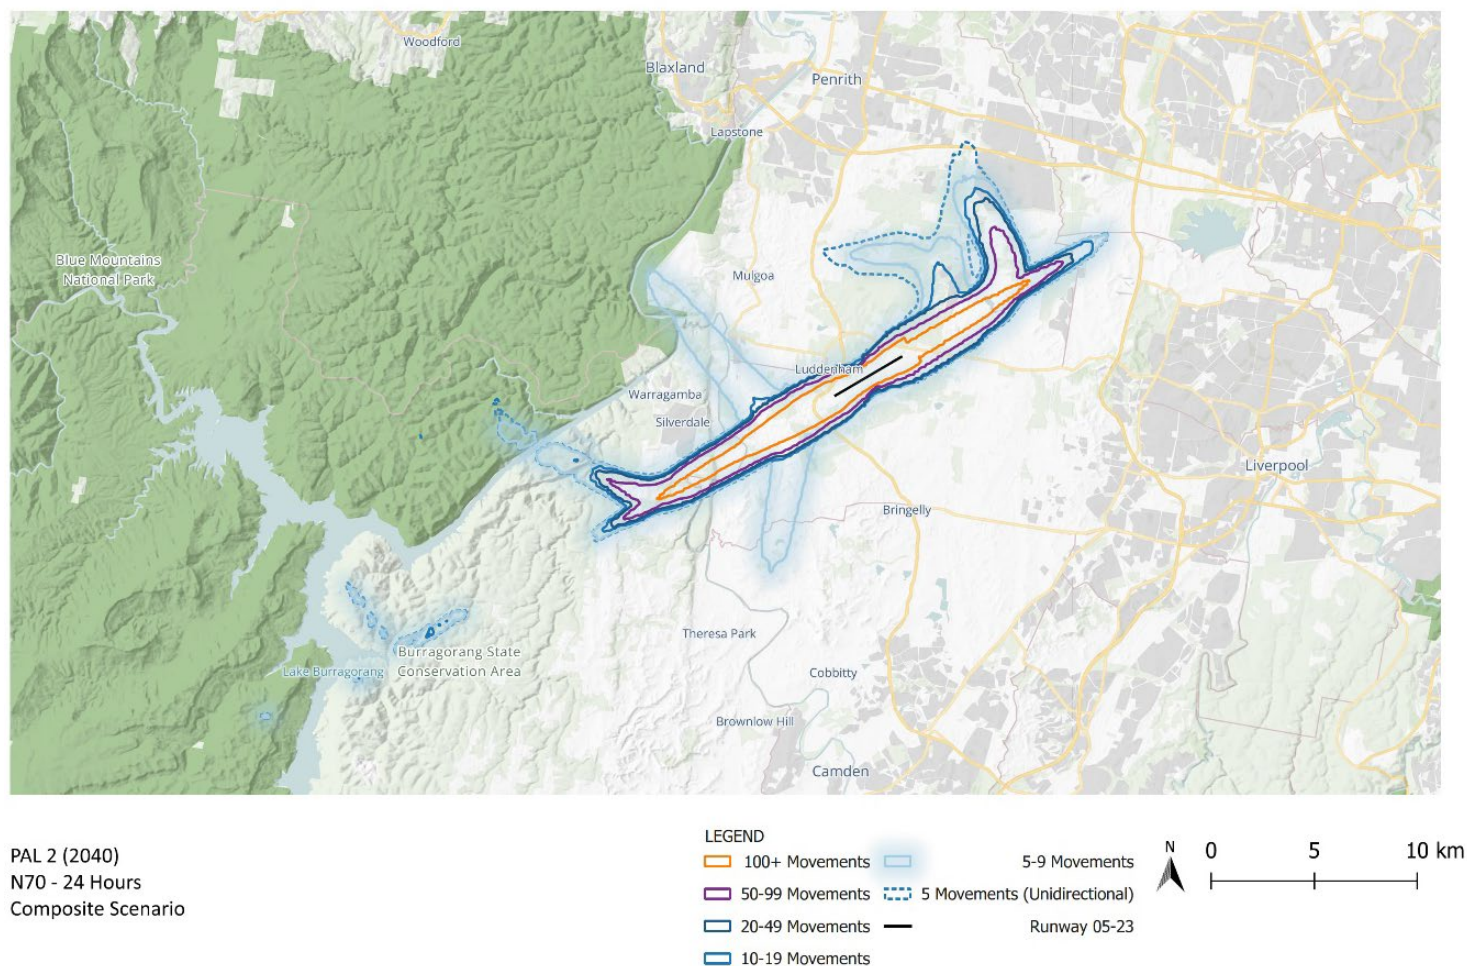 Woodford
Blaxland
Penrith
Lapstone
Blue Mountains
National Park
Mulgoa
Luddenham
Warragamba
Silverdale
Liverpool
Bringelly
Theresa Park
Burragorang State
Conservation Area
Lake Burragorang
Cobbitty
Brownlow Hill
Camden
PAL 2 (2040)
N70 - 24 Hours
Composite Scenario
LEGEND
100+ Movements
50-99 Movements
20-49 Movements
10-19 Movements
5-9 Movements
5 Movements (Unidirectional)
Runway 05-23
N
0 5 10 km